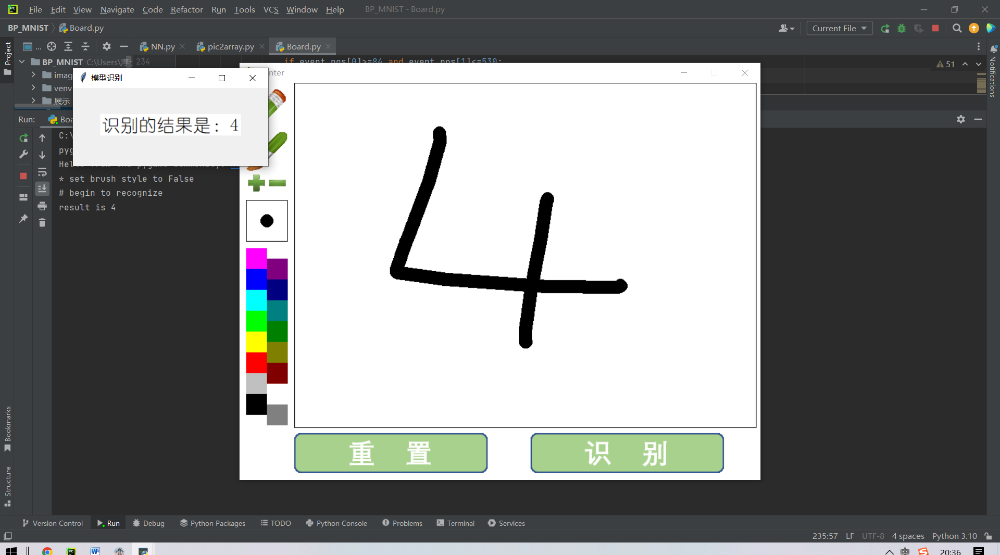 File Edit View Navigate Code Refactor Run Tools VCS Window Help BP_MNIST - Board.py
BP_MNIST Board.py Current File
Project
... NN.py pic2array.py Board.py
BP_MNIST C:\Users\ 234
if event.pos[0]>=84 and event.pos[1]<=530:
51
Notifications
imag
venv
展示
模型识别
识别的结果是：4
nter
Run: Boa
C:\
pyg
* set brush style to False
# begin to recognize
result is 4
4
重 置
识 别
Bookmarks
Structure
Version Control Run Debug Python Packages TODO Python Console Problems Terminal Services
235:57 LF UTF-8 4 spaces Python 3.10
中 20:36